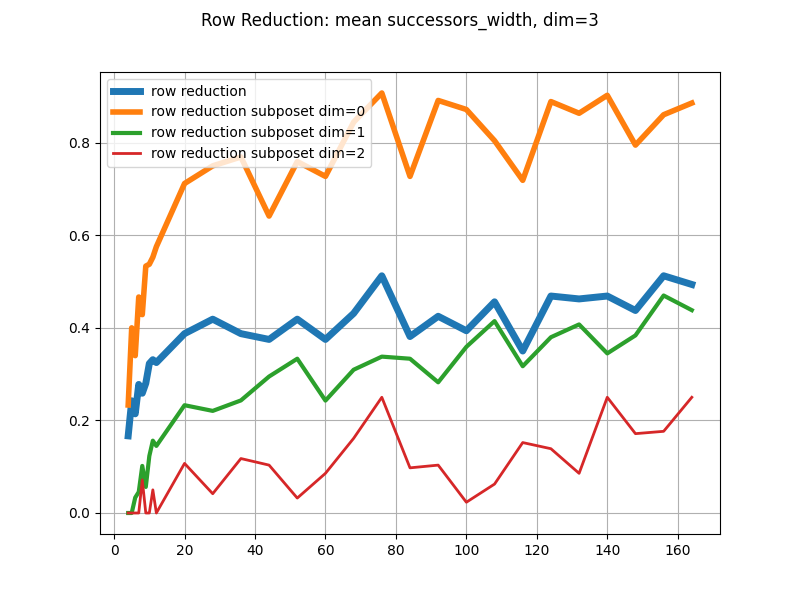 Row Reduction: mean successors_width, dim=3
row reduction
row reduction subposet dim=0
row reduction subposet dim=1
row reduction subposet dim=2
0.8
0.6
0.4
0.2
0.0
0 20 40 60 80 100 120 140 160